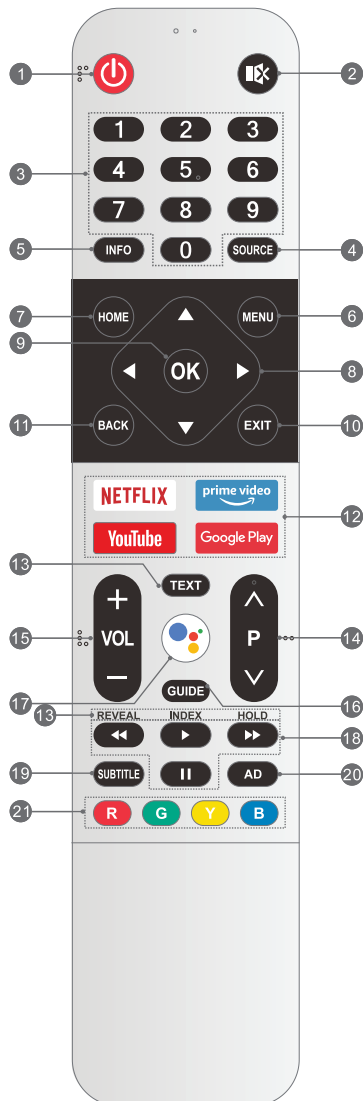 1 2
1 2 3
3 4 5 6
7 8 9
5 INFO 0 SOURCE 4
7 HOME MENU 6
9 OK 8
11 BACK EXIT 10
NETFLIX prime video
12
YouTube Google Play
13 TEXT
+
15 VOL P 14
—
17 GUIDE 16
13 REVEAL INDEX HOLD
18
19 SUBTITLE AD 20
21 R G Y B